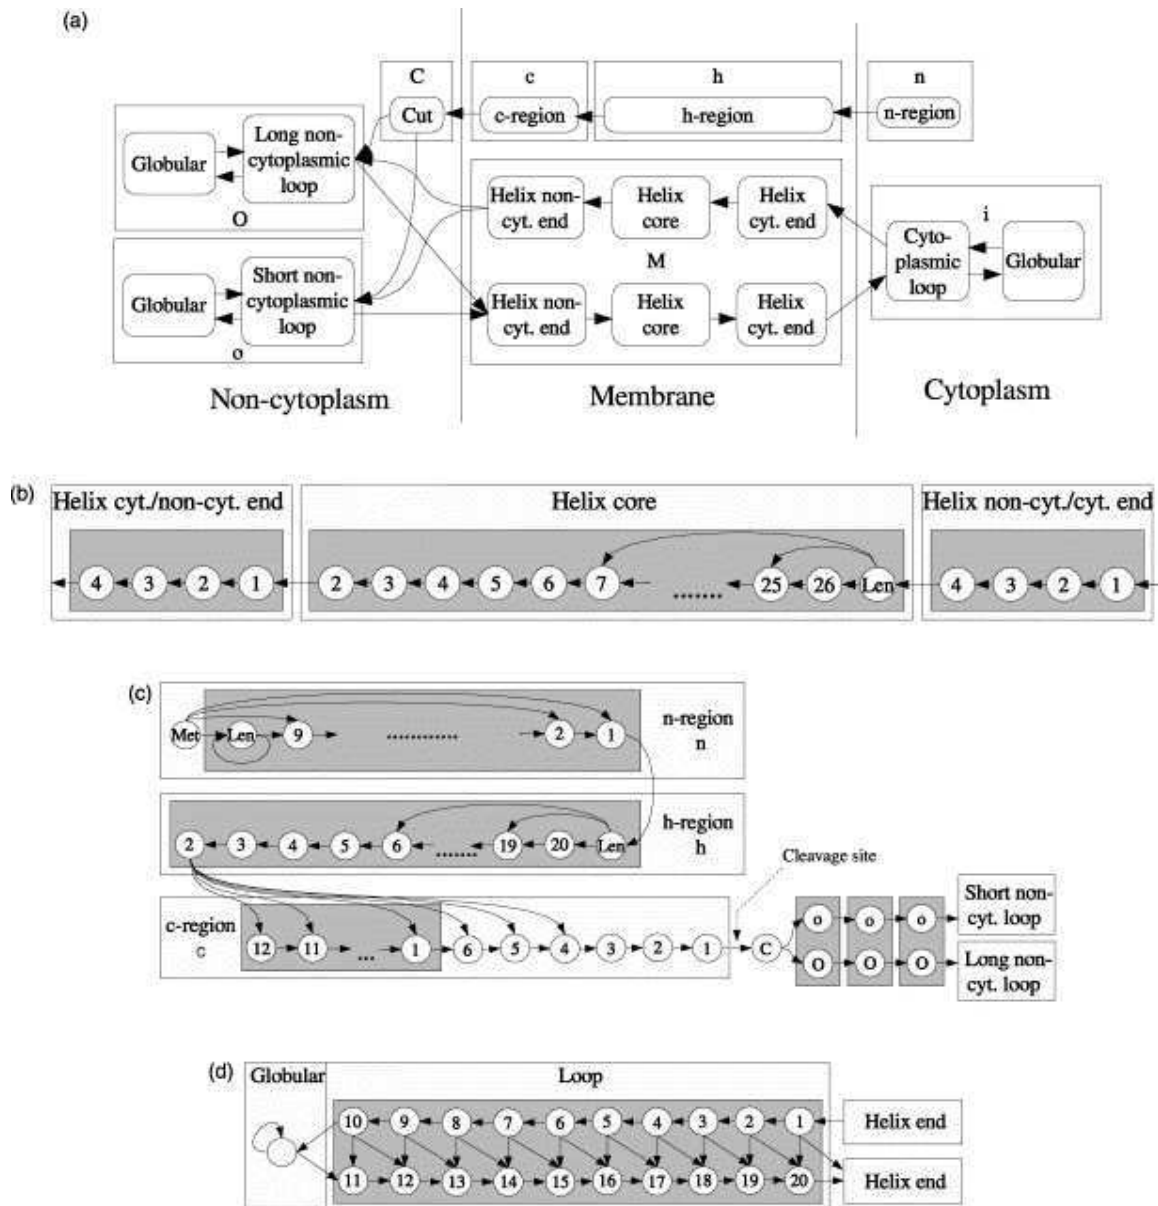 (a)
C
c
h
n
Cut
c-region
h-region
n-region
Globular
Long non-
cytoplasmic
loop
O
Helix non-
cyt. end
Helix
core
Helix
cyt. end
M
i
Cyto-
plasmic
loop
Globular
Globular
Short non-
cytoplasmic
loop
o
Helix non-
cyt. end
Helix
core
Helix
cyt. end
Non-cytoplasm
Membrane
Cytoplasm
(b)
Helix cyt./non-cyt. end
Helix core
Helix non-cyt./cyt. end
4 3 2 1
2 3 4 5 6 7 ....... 25 26 Len
4 3 2 1
(c)
Met Len 9 ............ 2 1
n-region
n
2 3 4 5 6 ....... 19 20 Len
h-region
h
Cleavage site
c-region
c
12 11 ... 1 6 5 4 3 2 1 C
o o o
O O O
Short non-
cyt. loop
Long non-
cyt. loop
(d)
Globular
Loop
10 9 8 7 6 5 4 3 2 1
Helix end
11 12 13 14 15 16 17 18 19 20
Helix end